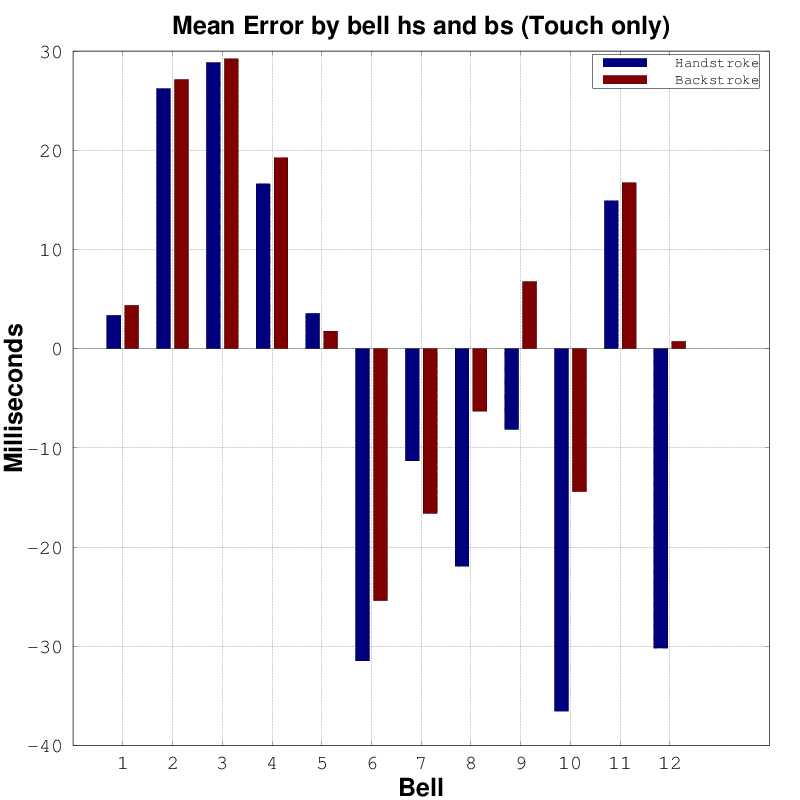 Mean Error by bell hs and bs (Touch only)
Handstroke
Backstroke
30
20
10
0
-10
-20
-30
-40
Milliseconds
1 2 3 4 5 6 7 8 9 10 11 12
Bell